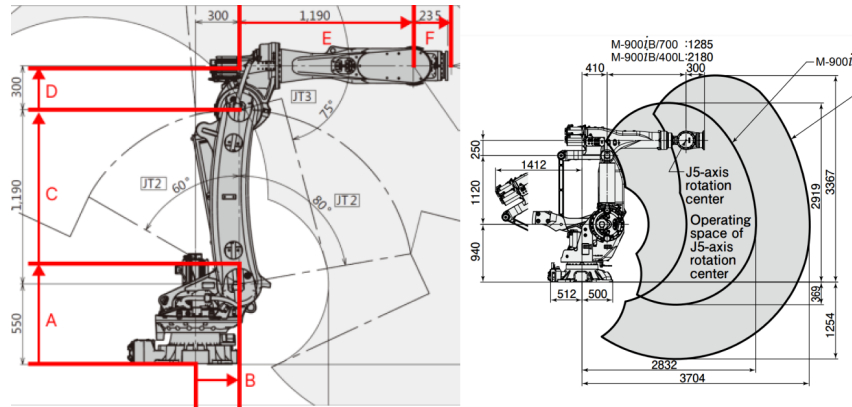 300
1,190
235
E
F
300
D
JT3
75°
C
1,190
JT2
60°
80°
JT2
A
550
B
M-900iB/700 :1285
M-900iB/400L:2180
410
300
M-900i
250
1412
1120
940
J5-axis
rotation
center
Operating
space of
J5-axis
rotation
center
2919
3367
369
1254
512
500
2832
3704